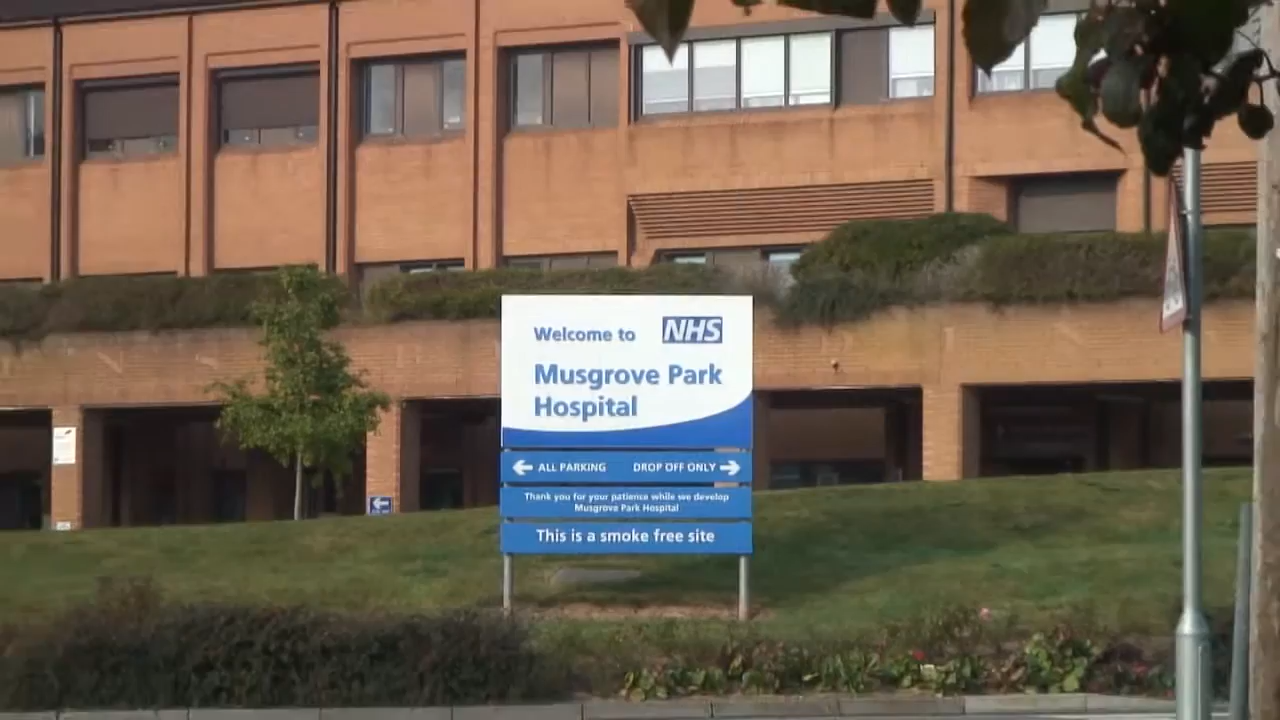 Welcome to NHS
Musgrove Park
Hospital
ALL PARKING DROP OFF ONLY
Thank you for your patience while we develop
Musgrove Park Hospital
This is a smoke free site